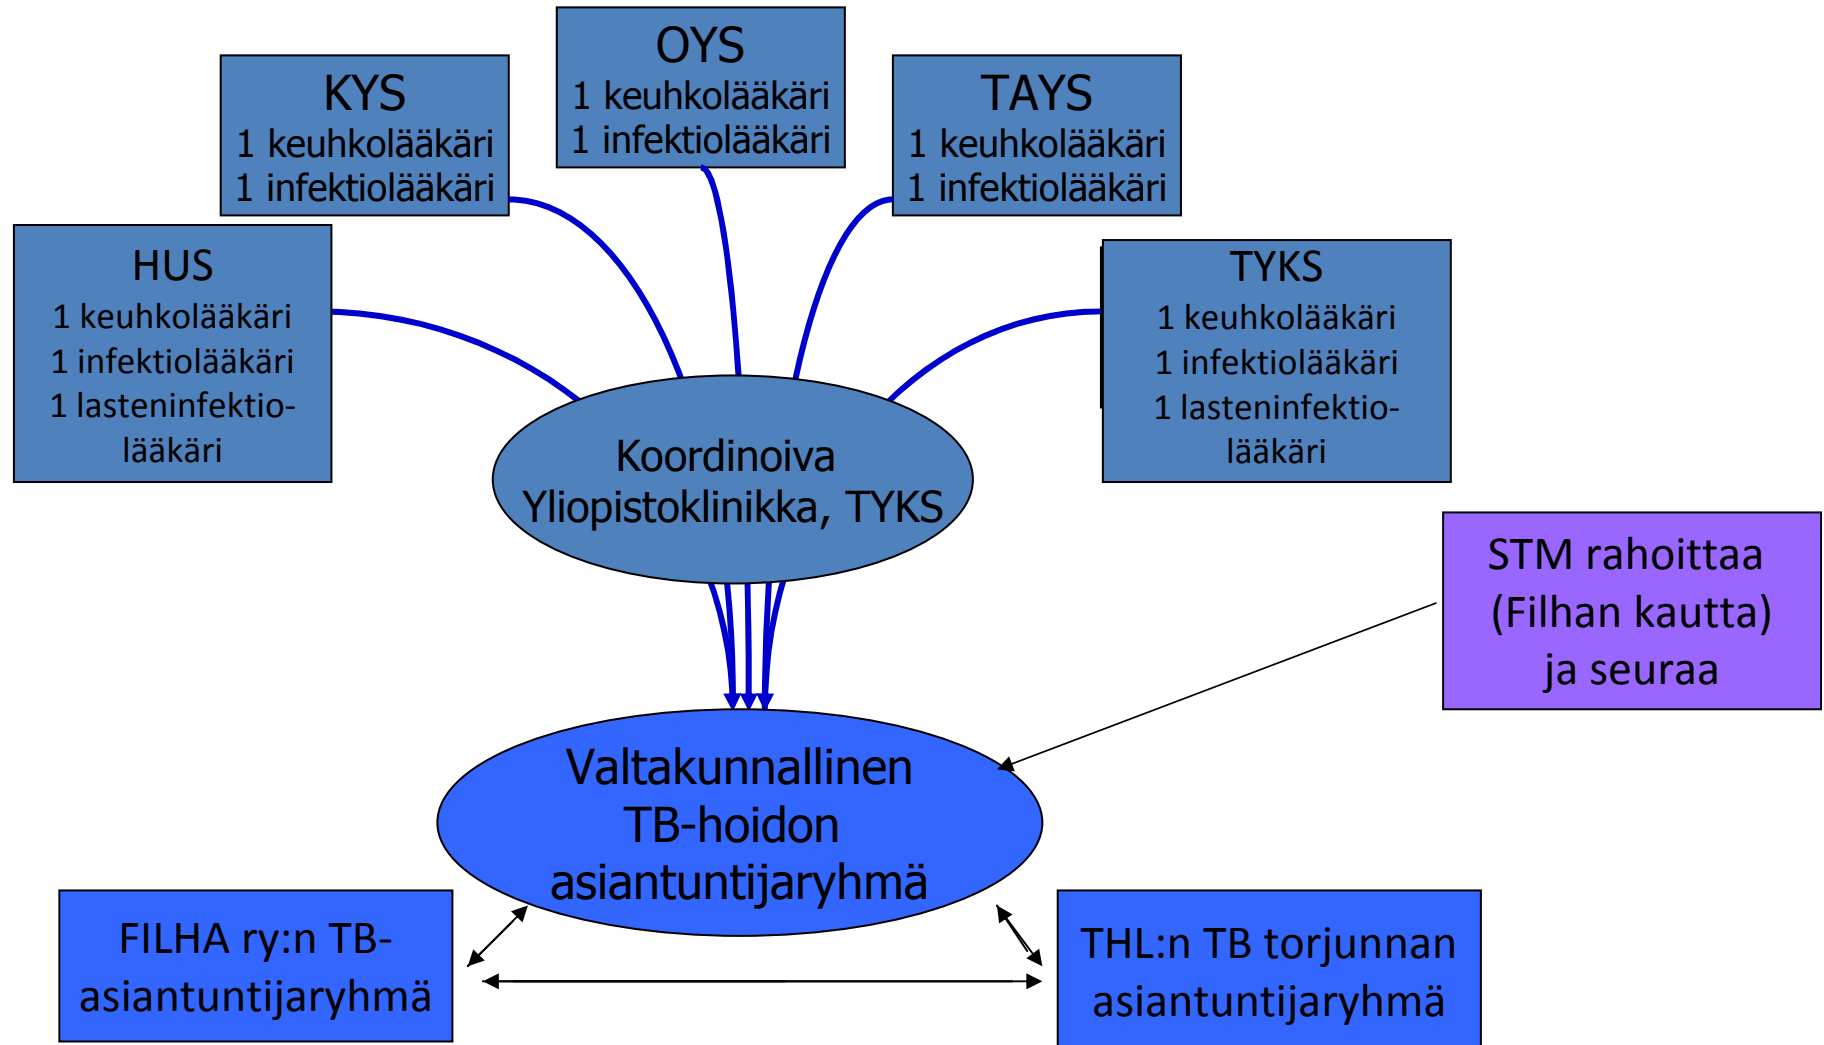 OYS
1 keuhkolääkäri
1 infektiolääkäri
KYS
1 keuhkolääkäri
1 infektiolääkäri
TAYS
1 keuhkolääkäri
1 infektiolääkäri
HUS
1 keuhkolääkäri
1 infektiolääkäri
1 lasteninfektio-
lääkäri
TYKS
1 keuhkolääkäri
1 infektiolääkäri
1 lasteninfektio-
lääkäri
Koordinoiva
Yliopistoklinikka, TYKS
STM rahoittaa
(Filhan kautta)
ja seuraa
Valtakunnallinen
TB-hoidon
asiantuntijaryhmä
FILHA ry:n TB-
asiantuntijaryhmä
THL:n TB torjunnan
asiantuntijaryhmä